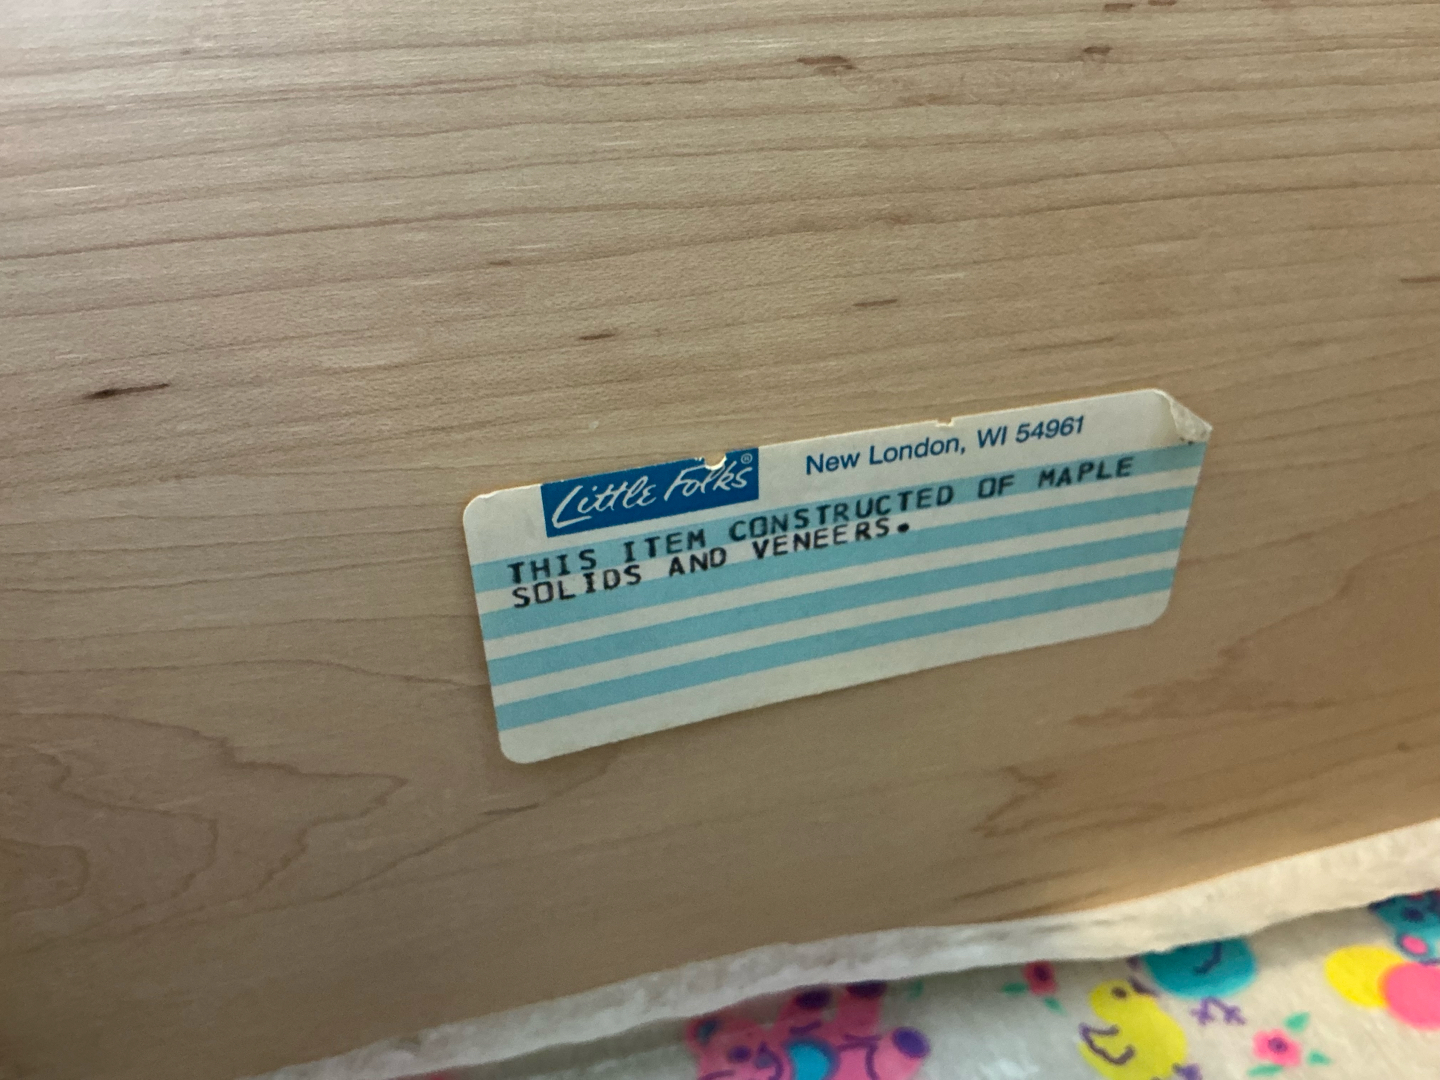 Little Folks® New London, WI 54961
THIS ITEM CONSTRUCTED OF MAPLE
SOLIDS AND VENEERS.